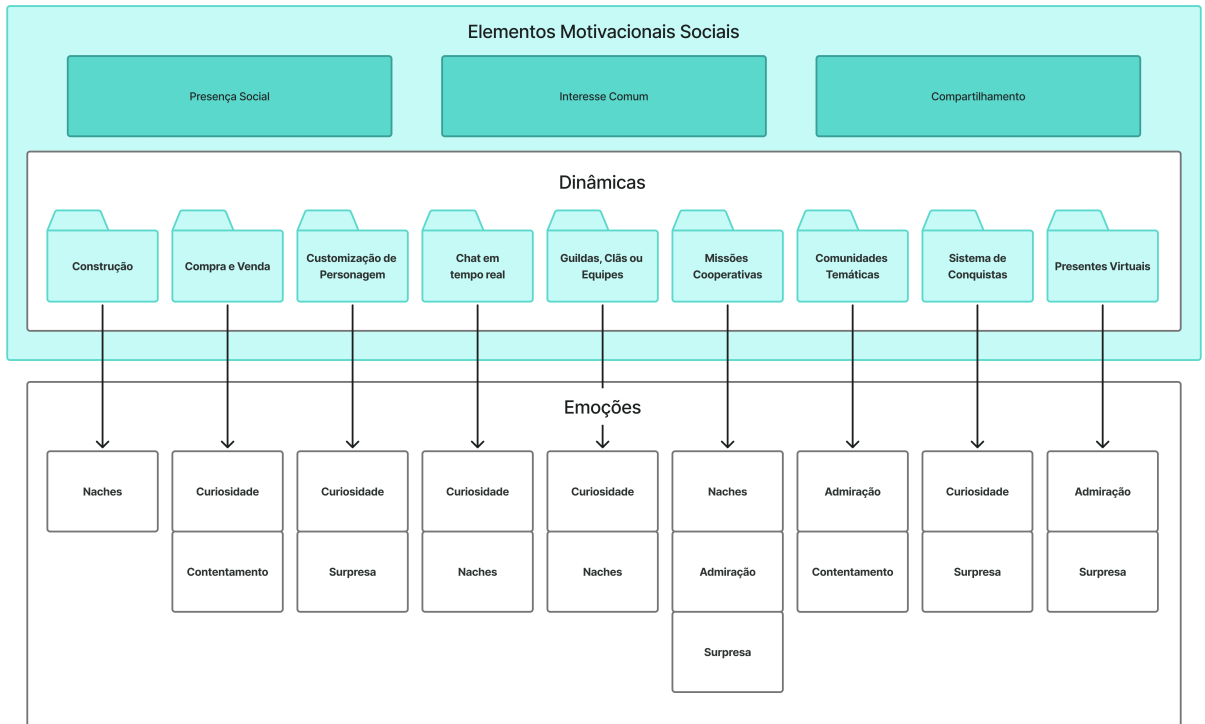 Elementos Motivacionais Sociais
Presença Social
Interesse Comum
Compartilhamento
Dinâmicas
Construção
Compra e Venda
Customização de
Personagem
Chat em
tempo real
Guildas, Clãs ou
Equipes
Missões
Cooperativas
Comunidades
Temáticas
Sistema de
Conquistas
Presentes Virtuais
Emoções
Naches
Curiosidade
Curiosidade
Curiosidade
Curiosidade
Naches
Admiração
Curiosidade
Admiração
Contentamento
Surpresa
Naches
Naches
Admiração
Contentamento
Surpresa
Surpresa
Surpresa